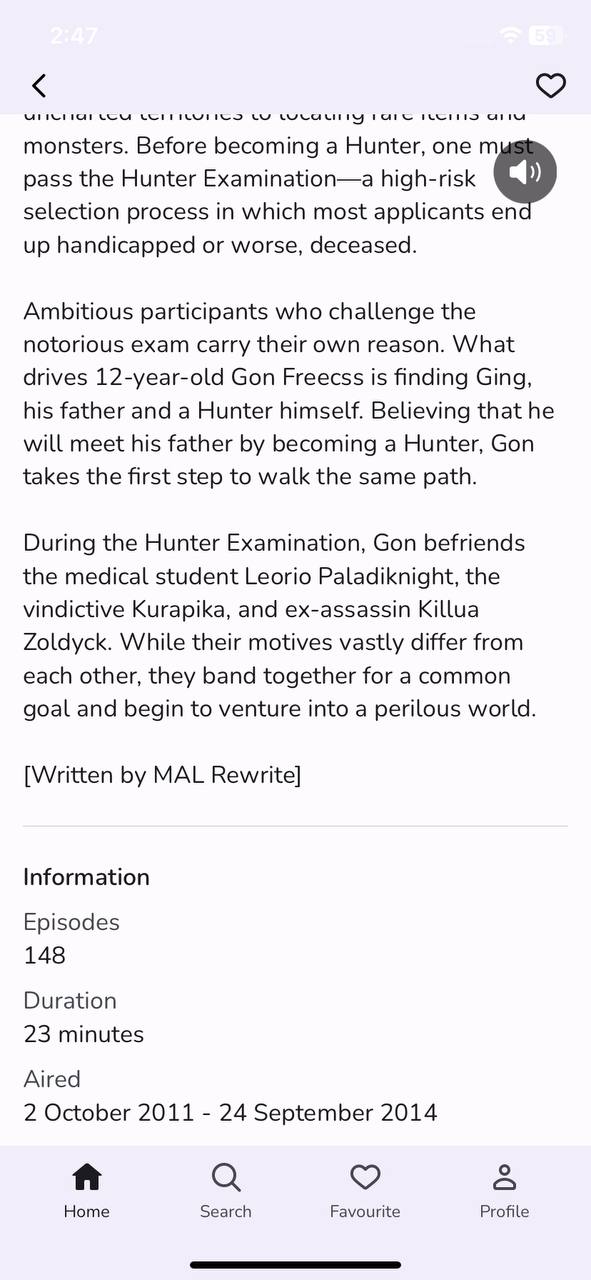 2:47
59
uncharted territories to locating rare items and
monsters. Before becoming a Hunter, one must
pass the Hunter Examination—a high-risk
selection process in which most applicants end
up handicapped or worse, deceased.
Ambitious participants who challenge the
notorious exam carry their own reason. What
drives 12-year-old Gon Freecss is finding Ging,
his father and a Hunter himself. Believing that he
will meet his father by becoming a Hunter, Gon
takes the first step to walk the same path.
During the Hunter Examination, Gon befriends
the medical student Leorio Paladiknight, the
vindictive Kurapika, and ex-assassin Killua
Zoldyck. While their motives vastly differ from
each other, they band together for a common
goal and begin to venture into a perilous world.
[Written by MAL Rewrite]
Information
Episodes
148
Duration
23 minutes
Aired
2 October 2011 - 24 September 2014
Home Search Favourite Profile